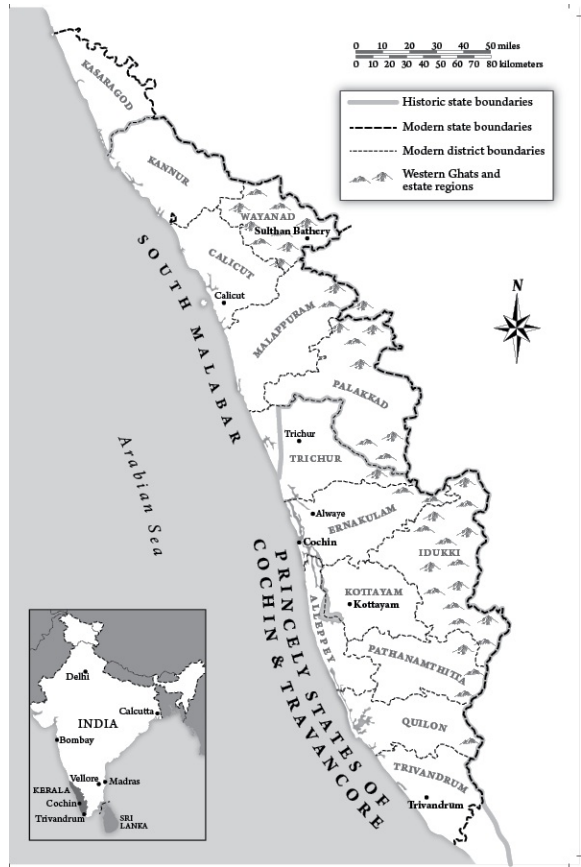 0 10 20 30 40 50 miles
0 10 20 30 40 50 60 70 80 kilometers
Historic state boundaries
Modern state boundaries
Modern district boundaries
Western Ghats and
estate regions
KASARAGOD
KANNUR
WAYANAD
Sulthan Bathery
CALICUT
Calicut
MALAPPURAM
N
SOUTH MALABAR
PALAKKAD
Trichur
TRICHUR
Arabian Sea
Alwaye
ERNAKULAM
Cochin
IDUKKI
PRINCELY STATES OF
COCHIN & TRAVANCORE
KOTTAYAM
Kottayam
ALLEPPEY
PATHANAMTHITA
QUILON
TRIVANDRUM
Trivandrum
Delhi
Calcutta
INDIA
Bombay
Vellore
Madras
KERALA
Cochin
Trivandrum
SRI
LANKA